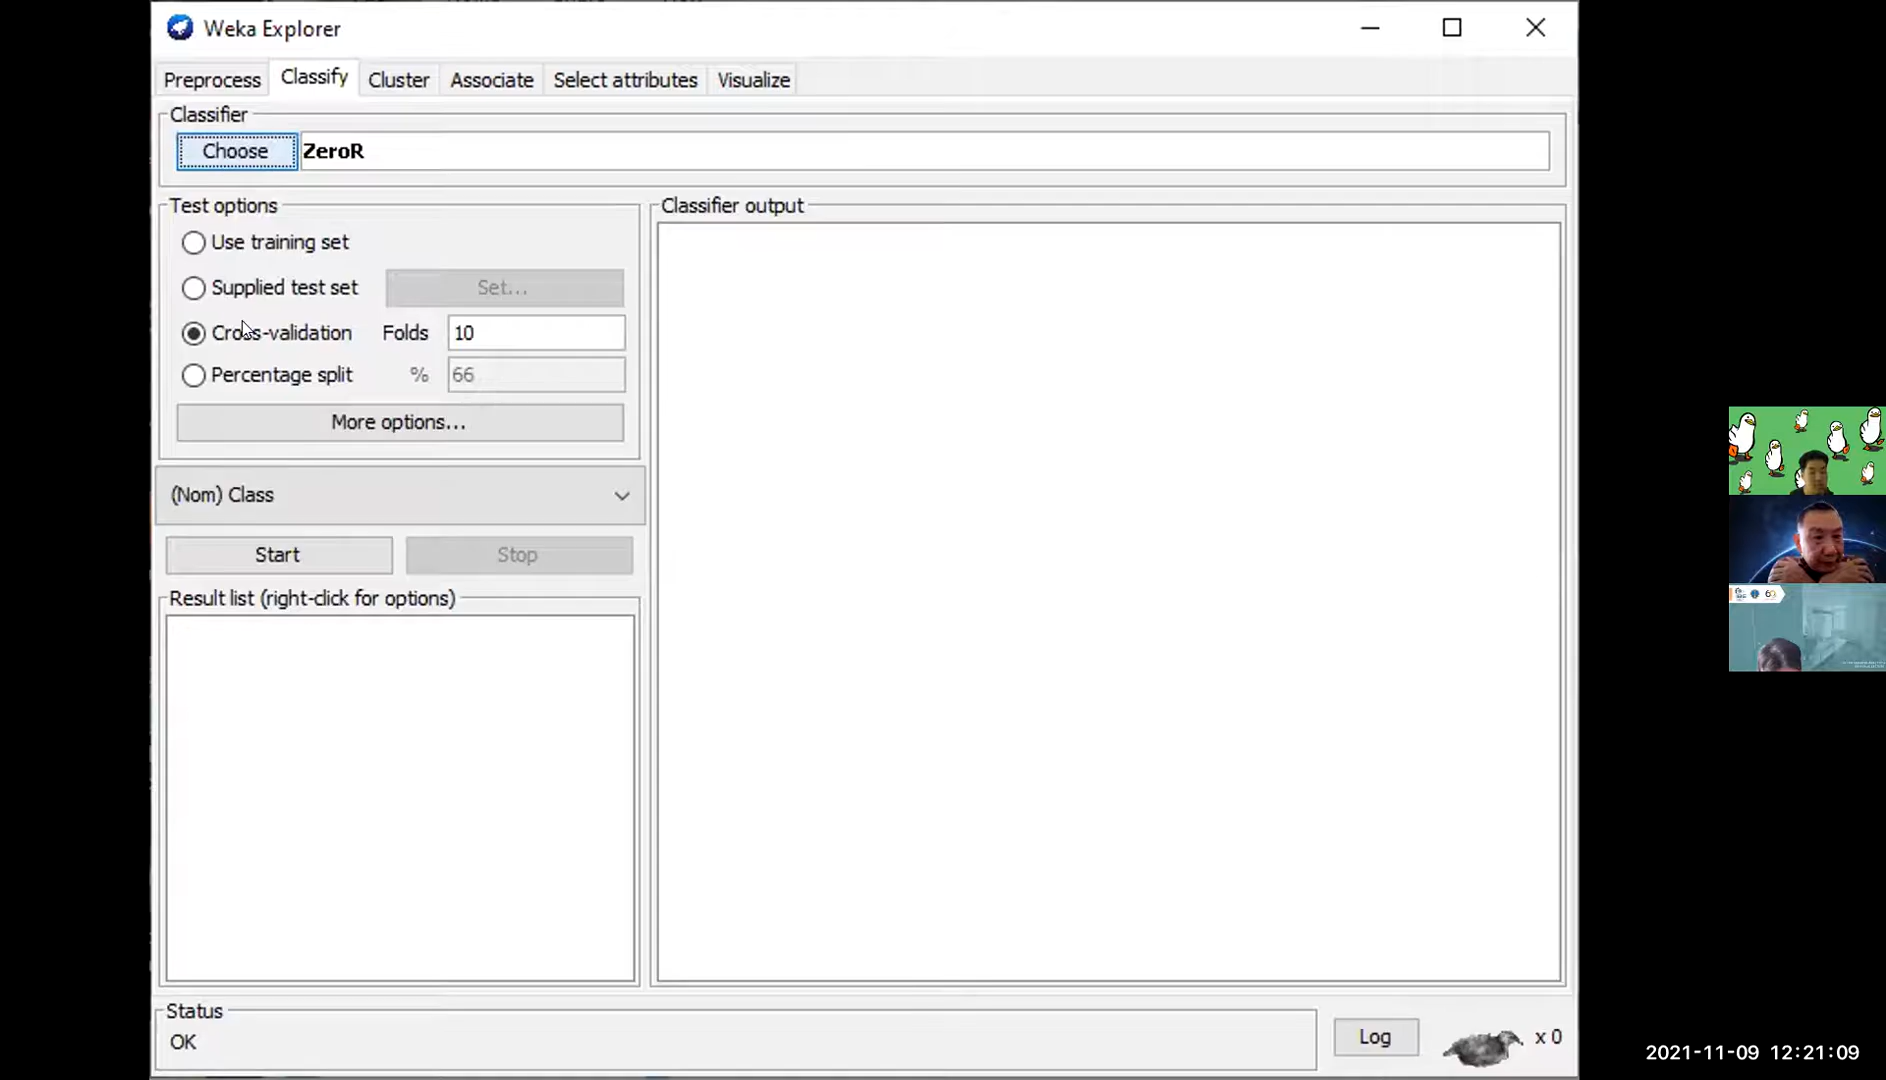 Weka Explorer
Preprocess Classify Cluster Associate Select attributes Visualize
Classifier
Choose ZeroR
Test options
Use training set
Supplied test set Set...
Cross-validation Folds 10
Percentage split % 66
More options...
(Nom) Class
Start Stop
Result list (right-click for options)
Classifier output
Status
OK
Log x 0
60
2021-11-09 12:21:09